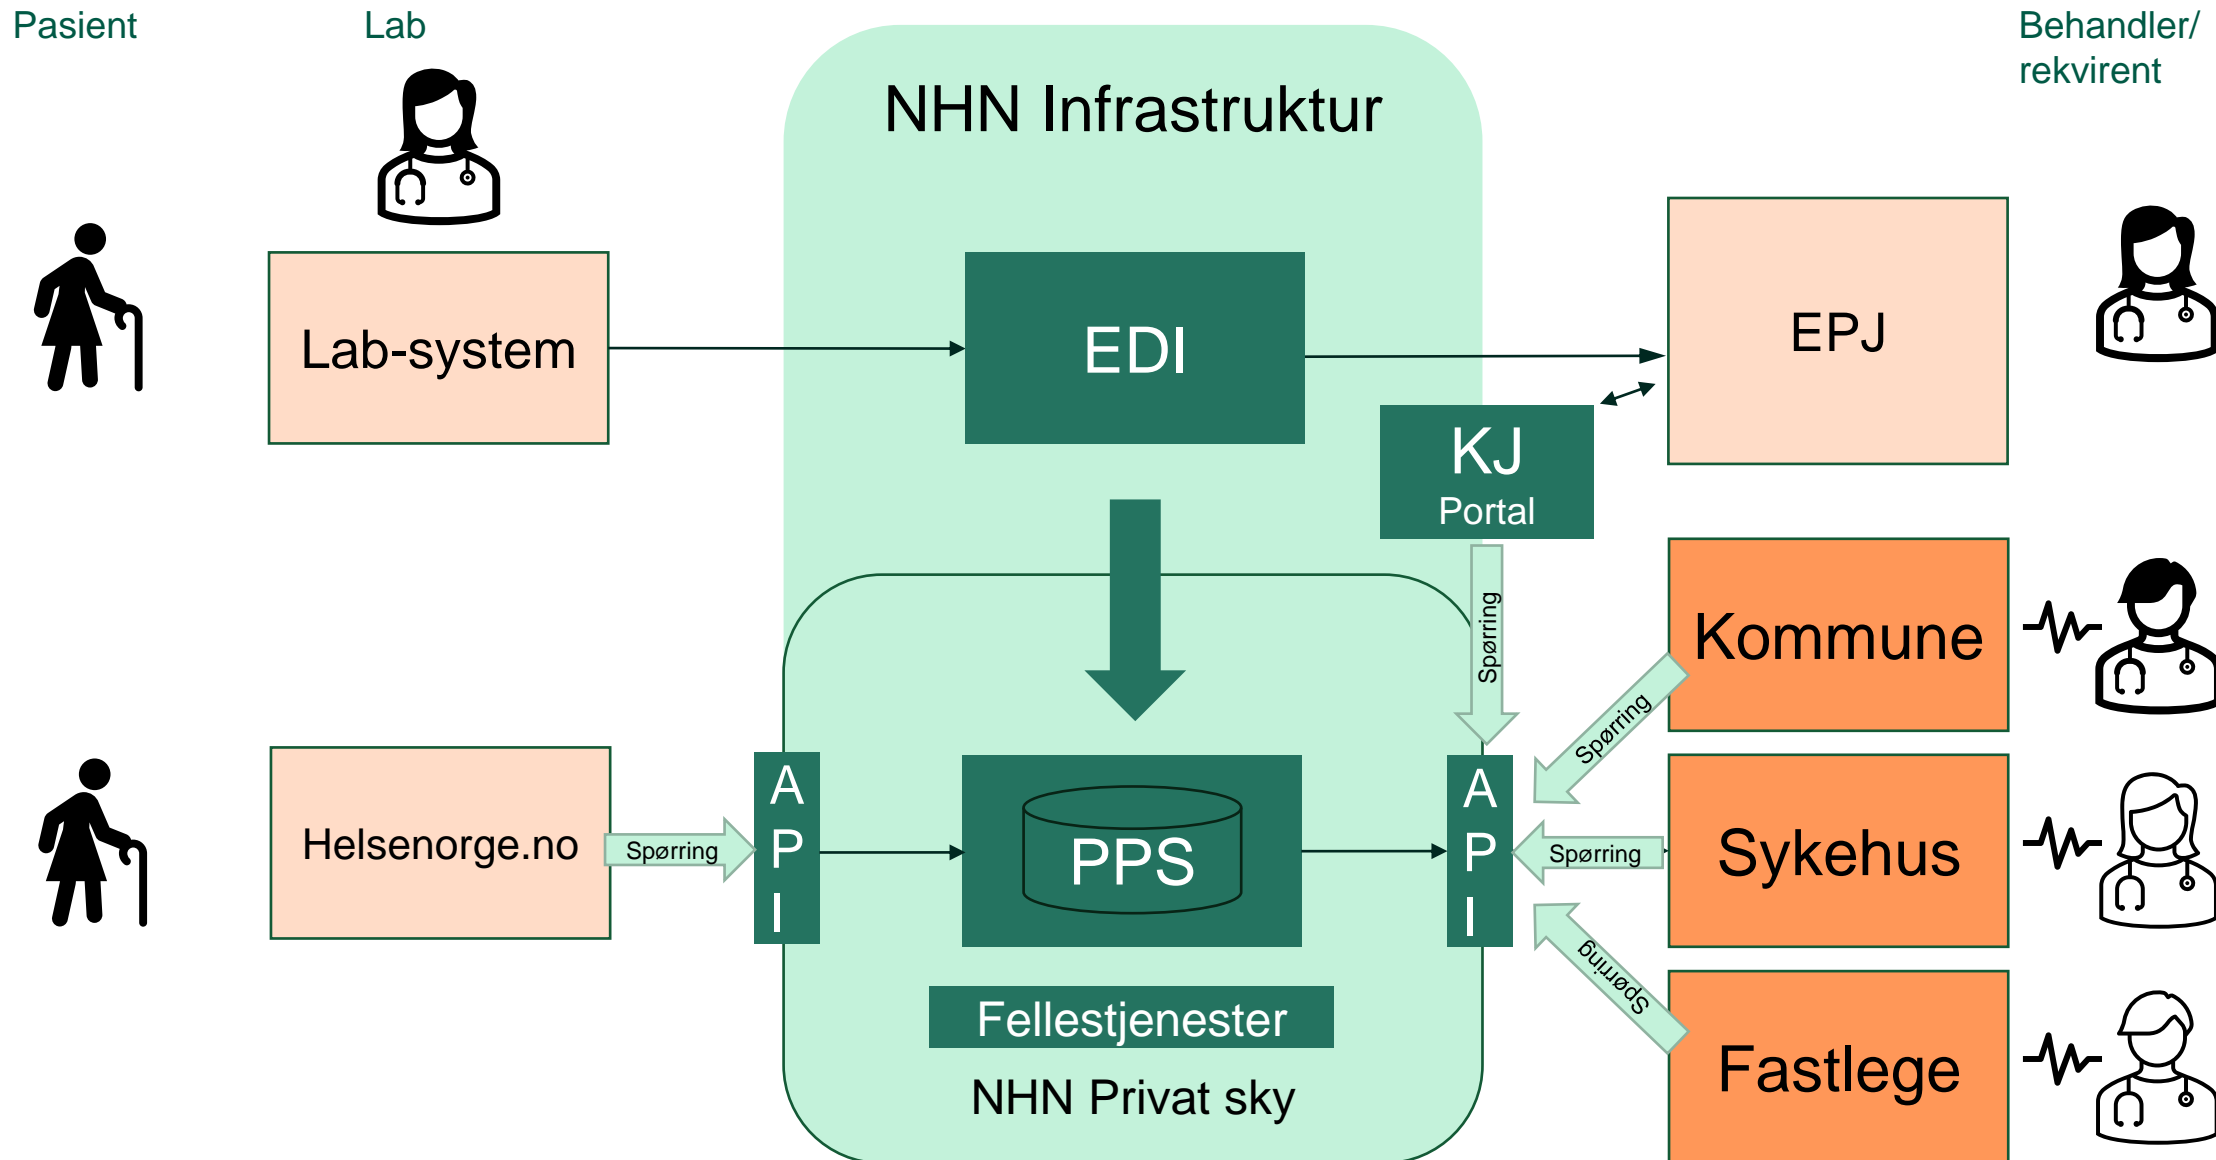 Pasient
Lab
Behandler/
rekvirent
NHN Infrastruktur
Lab-system
EDI
EPJ
KJ
Portal
Spørring
Kommune
Spørring
Helsenorge.no
Spørring
A
P
I
PPS
A
P
I
Spørring
Sykehus
Spørring
Fastlege
Fellestjenester
NHN Privat sky